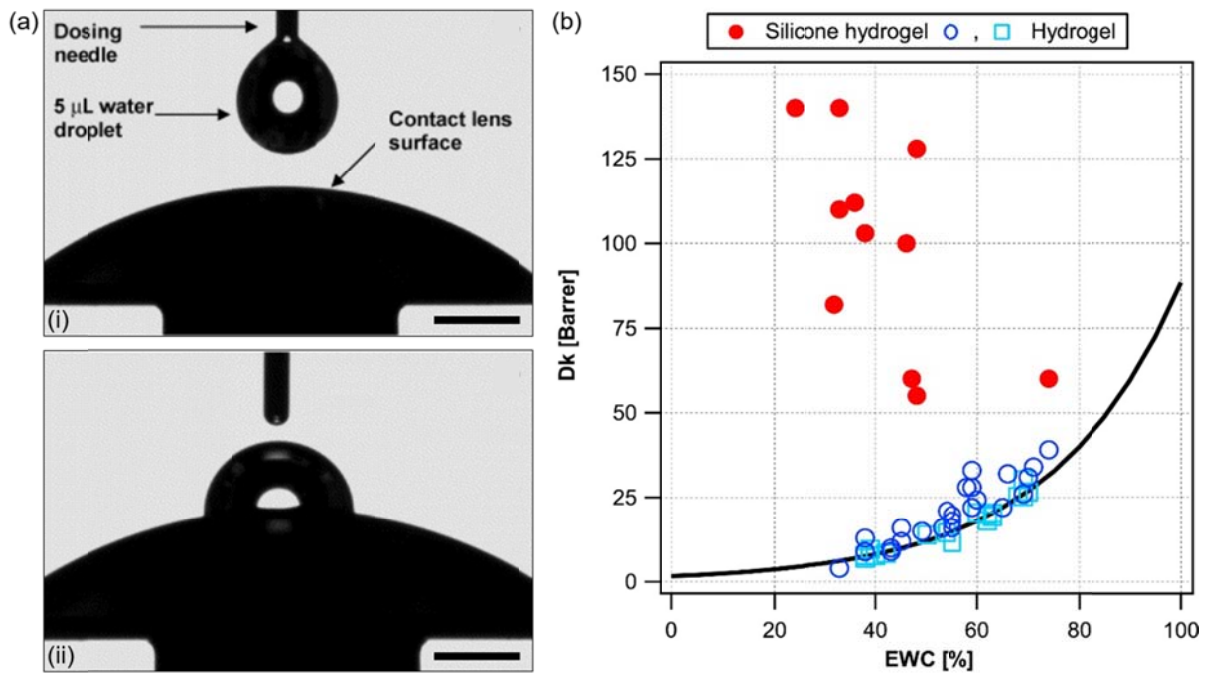 (a)
Dosing
needle
5 μL water
droplet
Contact lens
surface
(i)
(ii)
(b)
Silicone hydrogel , Hydrogel
150
125
100
75
50
25
0
Dk [Barrer]
0 20 40 60 80 100
EWC [%]